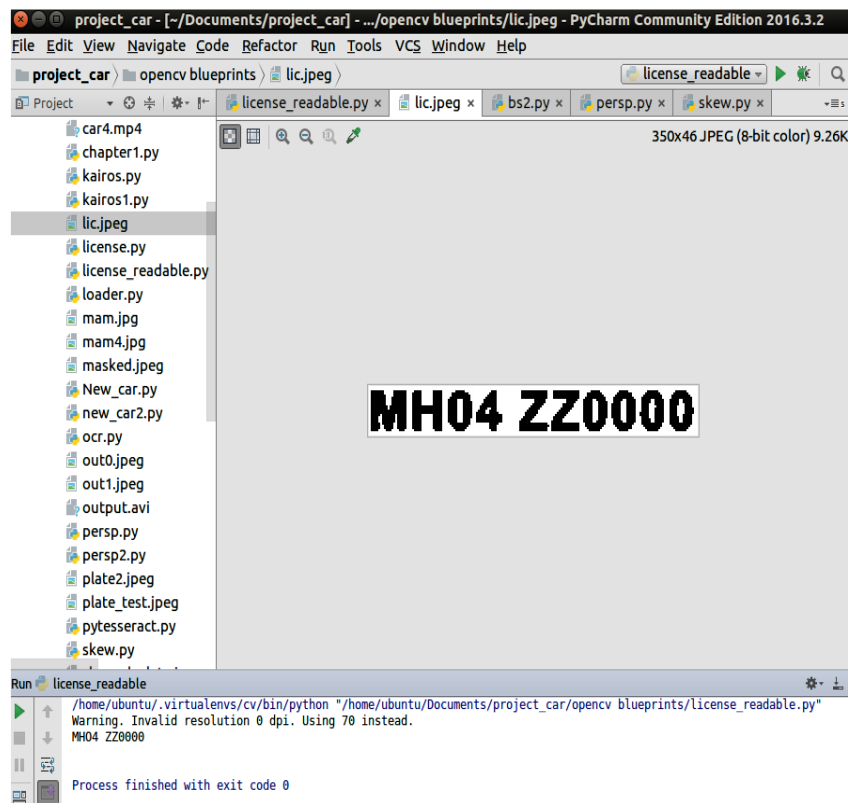 project_car - [~/Documents/project_car] - .../opencv blueprints/lic.jpeg - PyCharm Community Edition 2016.3.2
File Edit View Navigate Code Refactor Run Tools VCS Window Help
project_car opencv blueprints lic.jpeg license_readable
Project license_readable.py × lic.jpeg × bs2.py × persp.py × skew.py ×
350x46 JPEG (8-bit color) 9.26K
car4.mp4
chapter1.py
kairos.py
kairos1.py
lic.jpeg
license.py
license_readable.py
loader.py
mam.jpg
mam4.jpg
masked.jpeg
New_car.py
new_car2.py
ocr.py
out0.jpeg
out1.jpeg
output.avi
persp.py
persp2.py
plate2.jpeg
plate_test.jpeg
pytesseract.py
skew.py
MH04 ZZ0000
Run license_readable
/home/ubuntu/.virtualenvs/cv/bin/python "/home/ubuntu/Documents/project_car/opencv blueprints/license_readable.py"
Warning. Invalid resolution 0 dpi. Using 70 instead.
MHO4 ZZ0000
Process finished with exit code 0